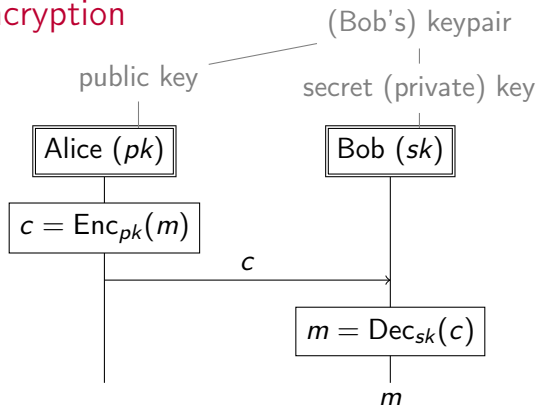 cryption
(Bob's) keypair
public key
secret (private) key
Alice (pk)
Bob (sk)
c = Enc_pk(m)
c
m = Dec_sk(c)
m